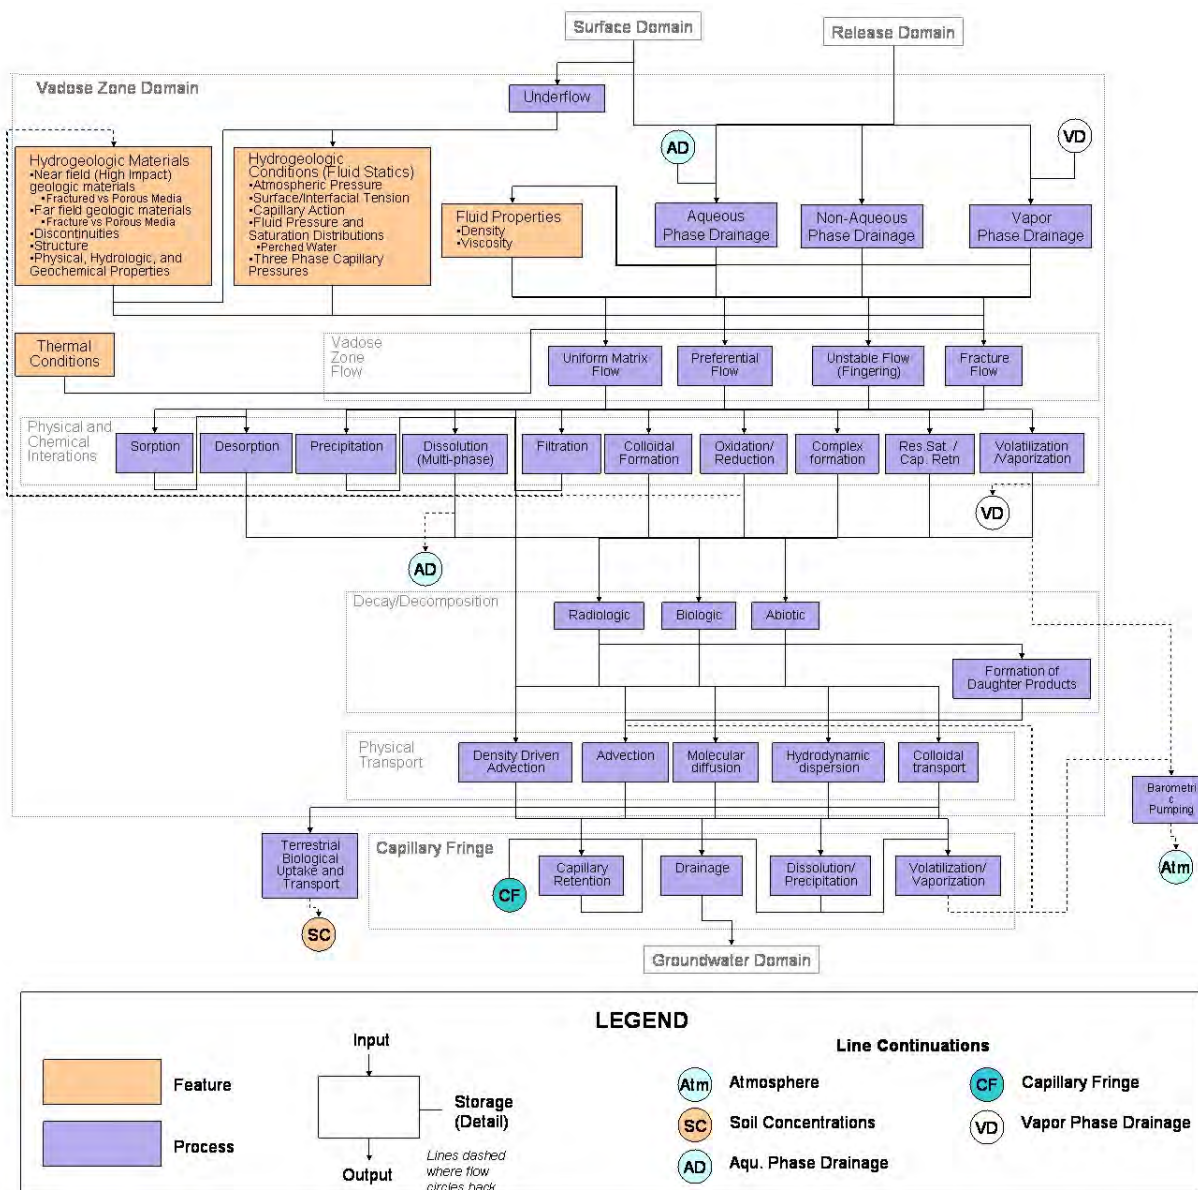 Surface Domain
Release Domain
Vadose Zone Domain
Underflow
AD
VD
Hydrogeologic Materials
•Near field (High Impact)
geologic materials
•Fractured vs Porous Media
•Far field geologic materials
•Fracture vs Porous Media
•Discontinuities
•Structure
•Physical, Hydrologic, and
Geochemical Properties
Hydrogeologic
Conditions (Fluid Statics)
•Atmospheric Pressure
•Surface/Interfacial Tension
•Capillary Action
•Fluid Pressure and
Saturation Distributions
•Perched Water
•Three Phase Capillary
Pressures
Fluid Properties
•Density
•Viscosity
Aqueous
Phase Drainage
Non-Aqueous
Phase Drainage
Vapor
Phase Drainage
Thermal
Conditions
Vadose
Zone
Flow
Uniform Matrix
Flow
Preferential
Flow
Unstable Flow
(Fingering)
Fracture
Flow
Physical and
Chemical
Interations
Sorption
Desorption
Precipitation
Dissolution
(Multi-phase)
Filtration
Colloidal
Formation
Oxidation/
Reduction
Complex
formation
Res.Sat. /
Cap. Retn
Volatilization
/Vaporization
VD
AD
Decay/Decomposition
Radiologic
Biologic
Abiotic
Formation of
Daughter Products
Physical
Transport
Density Driven
Advection
Advection
Molecular
diffusion
Hydrodynamic
dispersion
Colloidal
transport
Barometri
c
Pumping
Terrestrial
Biological
Uptake and
Transport
Capillary Fringe
Capillary
Retention
Drainage
Dissolution/
Precipitation
Volatilization/
Vaporization
CF
Atm
SC
Groundwater Domain
LEGEND
Feature
Process
Input
Storage
(Detail)
Output
Lines dashed
where flow
circles back
Line Continuations
Atm Atmosphere
SC Soil Concentrations
AD Aqu. Phase Drainage
CF Capillary Fringe
VD Vapor Phase Drainage